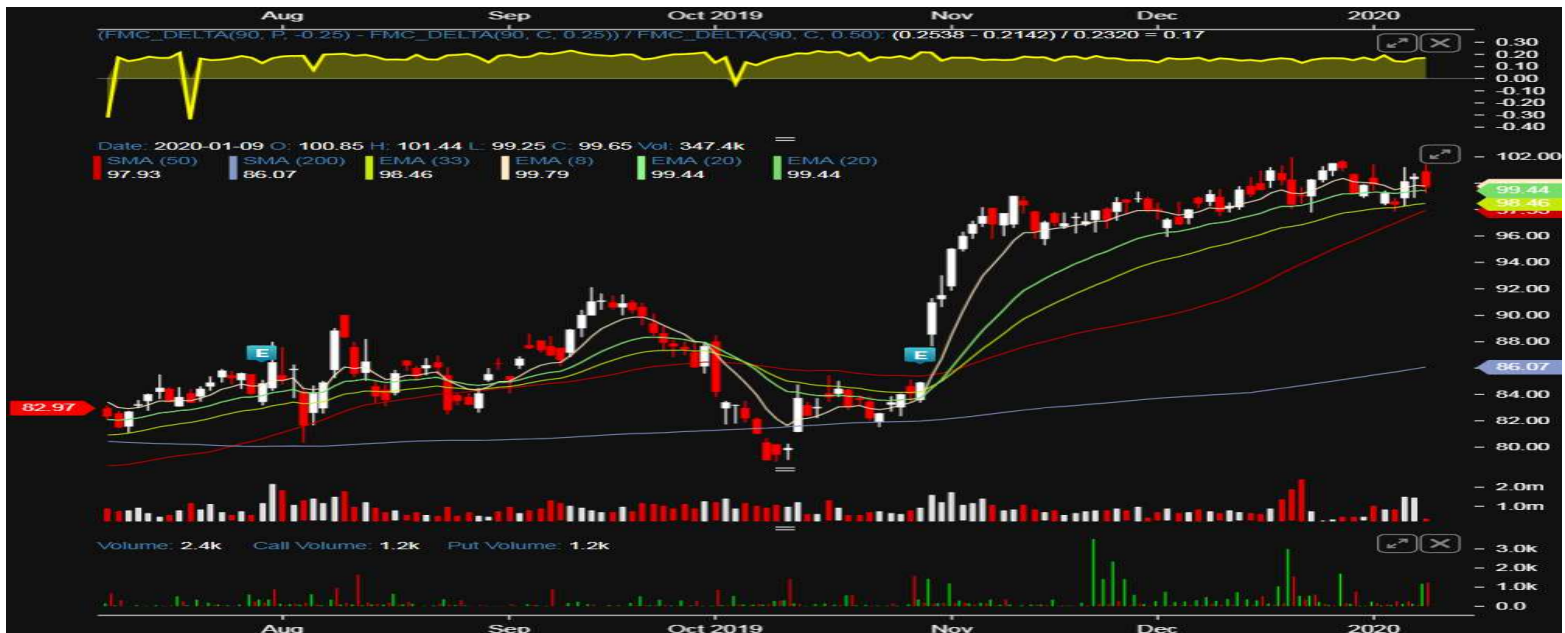 Aug Sep Oct 2019 Nov Dec 2020
(FMC_DELTA(90, P, -0.25) - FMC_DELTA(90, C, 0.25)) / FMC_DELTA(90, C, 0.50): (0.2538 - 0.2142) / 0.2320 = 0.17
0.30
0.20
0.10
0.00
-0.10
-0.20
-0.30
-0.40
Date: 2020-01-09 O: 100.85 H: 101.44 L: 99.25 C: 99.65 Vol: 347.4k
SMA (50) SMA (200) EMA (33) EMA (8) EMA (20) EMA (20)
97.93 86.07 98.46 99.79 99.44 99.44
102.00
99.44
98.46
97.93
96.00
94.00
92.00
90.00
88.00
86.07
84.00
82.00
80.00
E
E
82.97
2.0m
1.0m
Volume: 2.4k Call Volume: 1.2k Put Volume: 1.2k
3.0k
2.0k
1.0k
0.0
Aug Sep Oct 2019 Nov Dec 2020